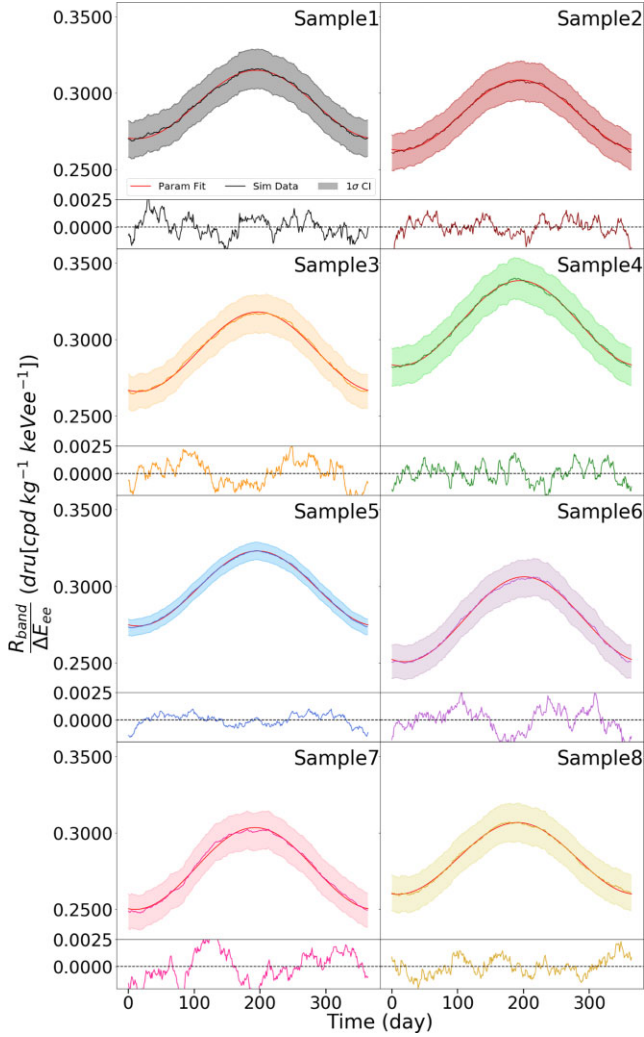 Sample1
Sample2
0.3500
0.3000
0.2500
Param Fit Sim Data 1σ CI
0.0025
0.0000
Sample3
Sample4
0.3500
0.3000
0.2500
0.0025
0.0000
R_band/ΔE_ee (dru[cpd kg⁻¹ keVee⁻¹])
Sample5
Sample6
0.3500
0.3000
0.2500
0.0025
0.0000
Sample7
Sample8
0.3000
0.2500
0.0025
0.0000
0 100 200 300 0 100 200 300
Time (day)